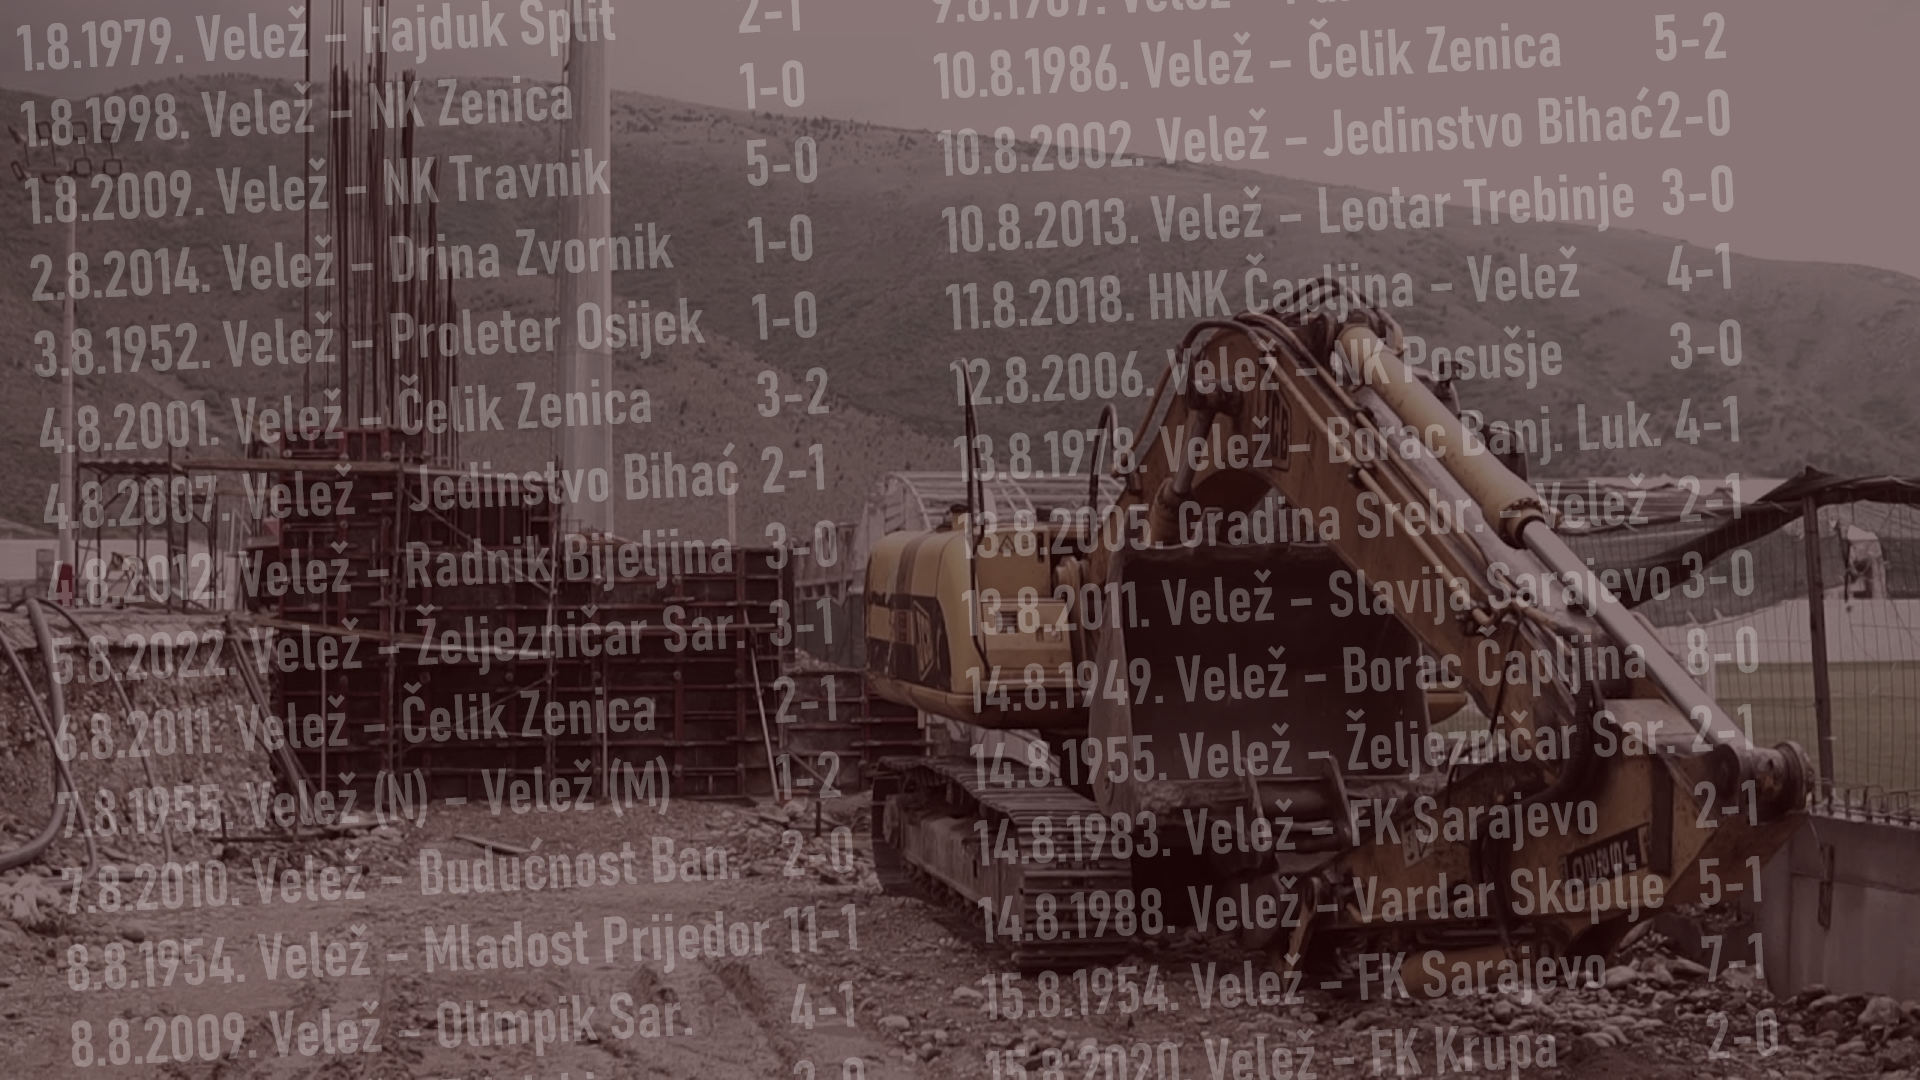 1.8.1979. Velež – Hajduk Split 2-1
1.8.1998. Velež – NK Zenica 1-0
1.8.2009. Velež – NK Travnik 5-0
2.8.2014. Velež – Drina Zvornik 1-0
3.8.1952. Velež – Proleter Osijek 1-0
4.8.2001. Velež – Čelik Zenica 3-2
4.8.2007. Velež – Jedinstvo Bihać 2-1
4.8.2012. Velež – Radnik Bijeljina 3-0
5.8.2022. Velež – Željezničar Sar. 3-1
6.8.2011. Velež – Čelik Zenica 2-1
7.8.1955. Velež (N) – Velež (M) 1-2
7.8.2010. Velež – Budućnost Ban. 2-0
8.8.1954. Velež – Mladost Prijedor 11-1
8.8.2009. Velež – Olimpik Sar. 4-1
Velež –
10.8.1986. Velež – Čelik Zenica 5-2
10.8.2002. Velež – Jedinstvo Bihać 2-0
10.8.2013. Velež – Leotar Trebinje 3-0
11.8.2018. HNK Čapljina – Velež 4-1
12.8.2006. Velež – NK Posušje 3-0
13.8.1978. Velež – Borac Banj. Luk. 4-1
13.8.2005. Gradina Srebr. – Velež 2-1
13.8.2011. Velež – Slavija Sarajevo 3-0
14.8.1949. Velež – Borac Čapljina 8-0
14.8.1955. Velež – Željezničar Sar. 2-1
14.8.1983. Velež – FK Sarajevo 2-1
14.8.1988. Velež – Vardar Skoplje 5-1
15.8.1954. Velež – FK Sarajevo 7-1
15.8.2020. Velež – FK Krupa 2-0